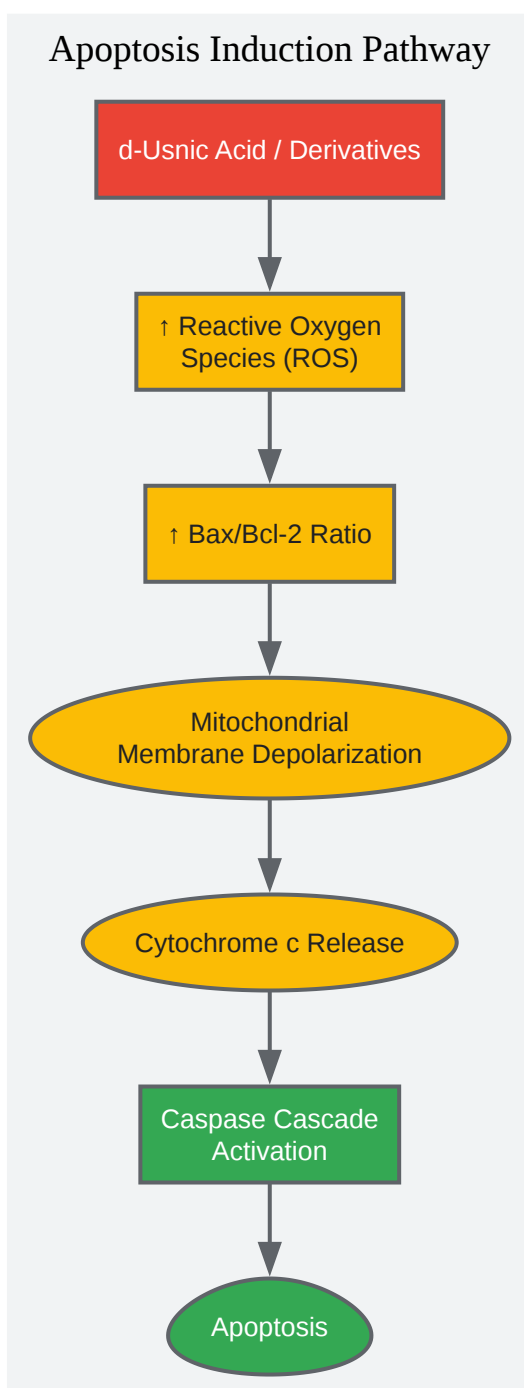 Apoptosis Induction Pathway
d-Usnic Acid / Derivatives
↑ Reactive Oxygen
Species (ROS)
↑ Bax/Bcl-2 Ratio
Mitochondrial
Membrane Depolarization
Cytochrome c Release
Caspase Cascade
Activation
Apoptosis